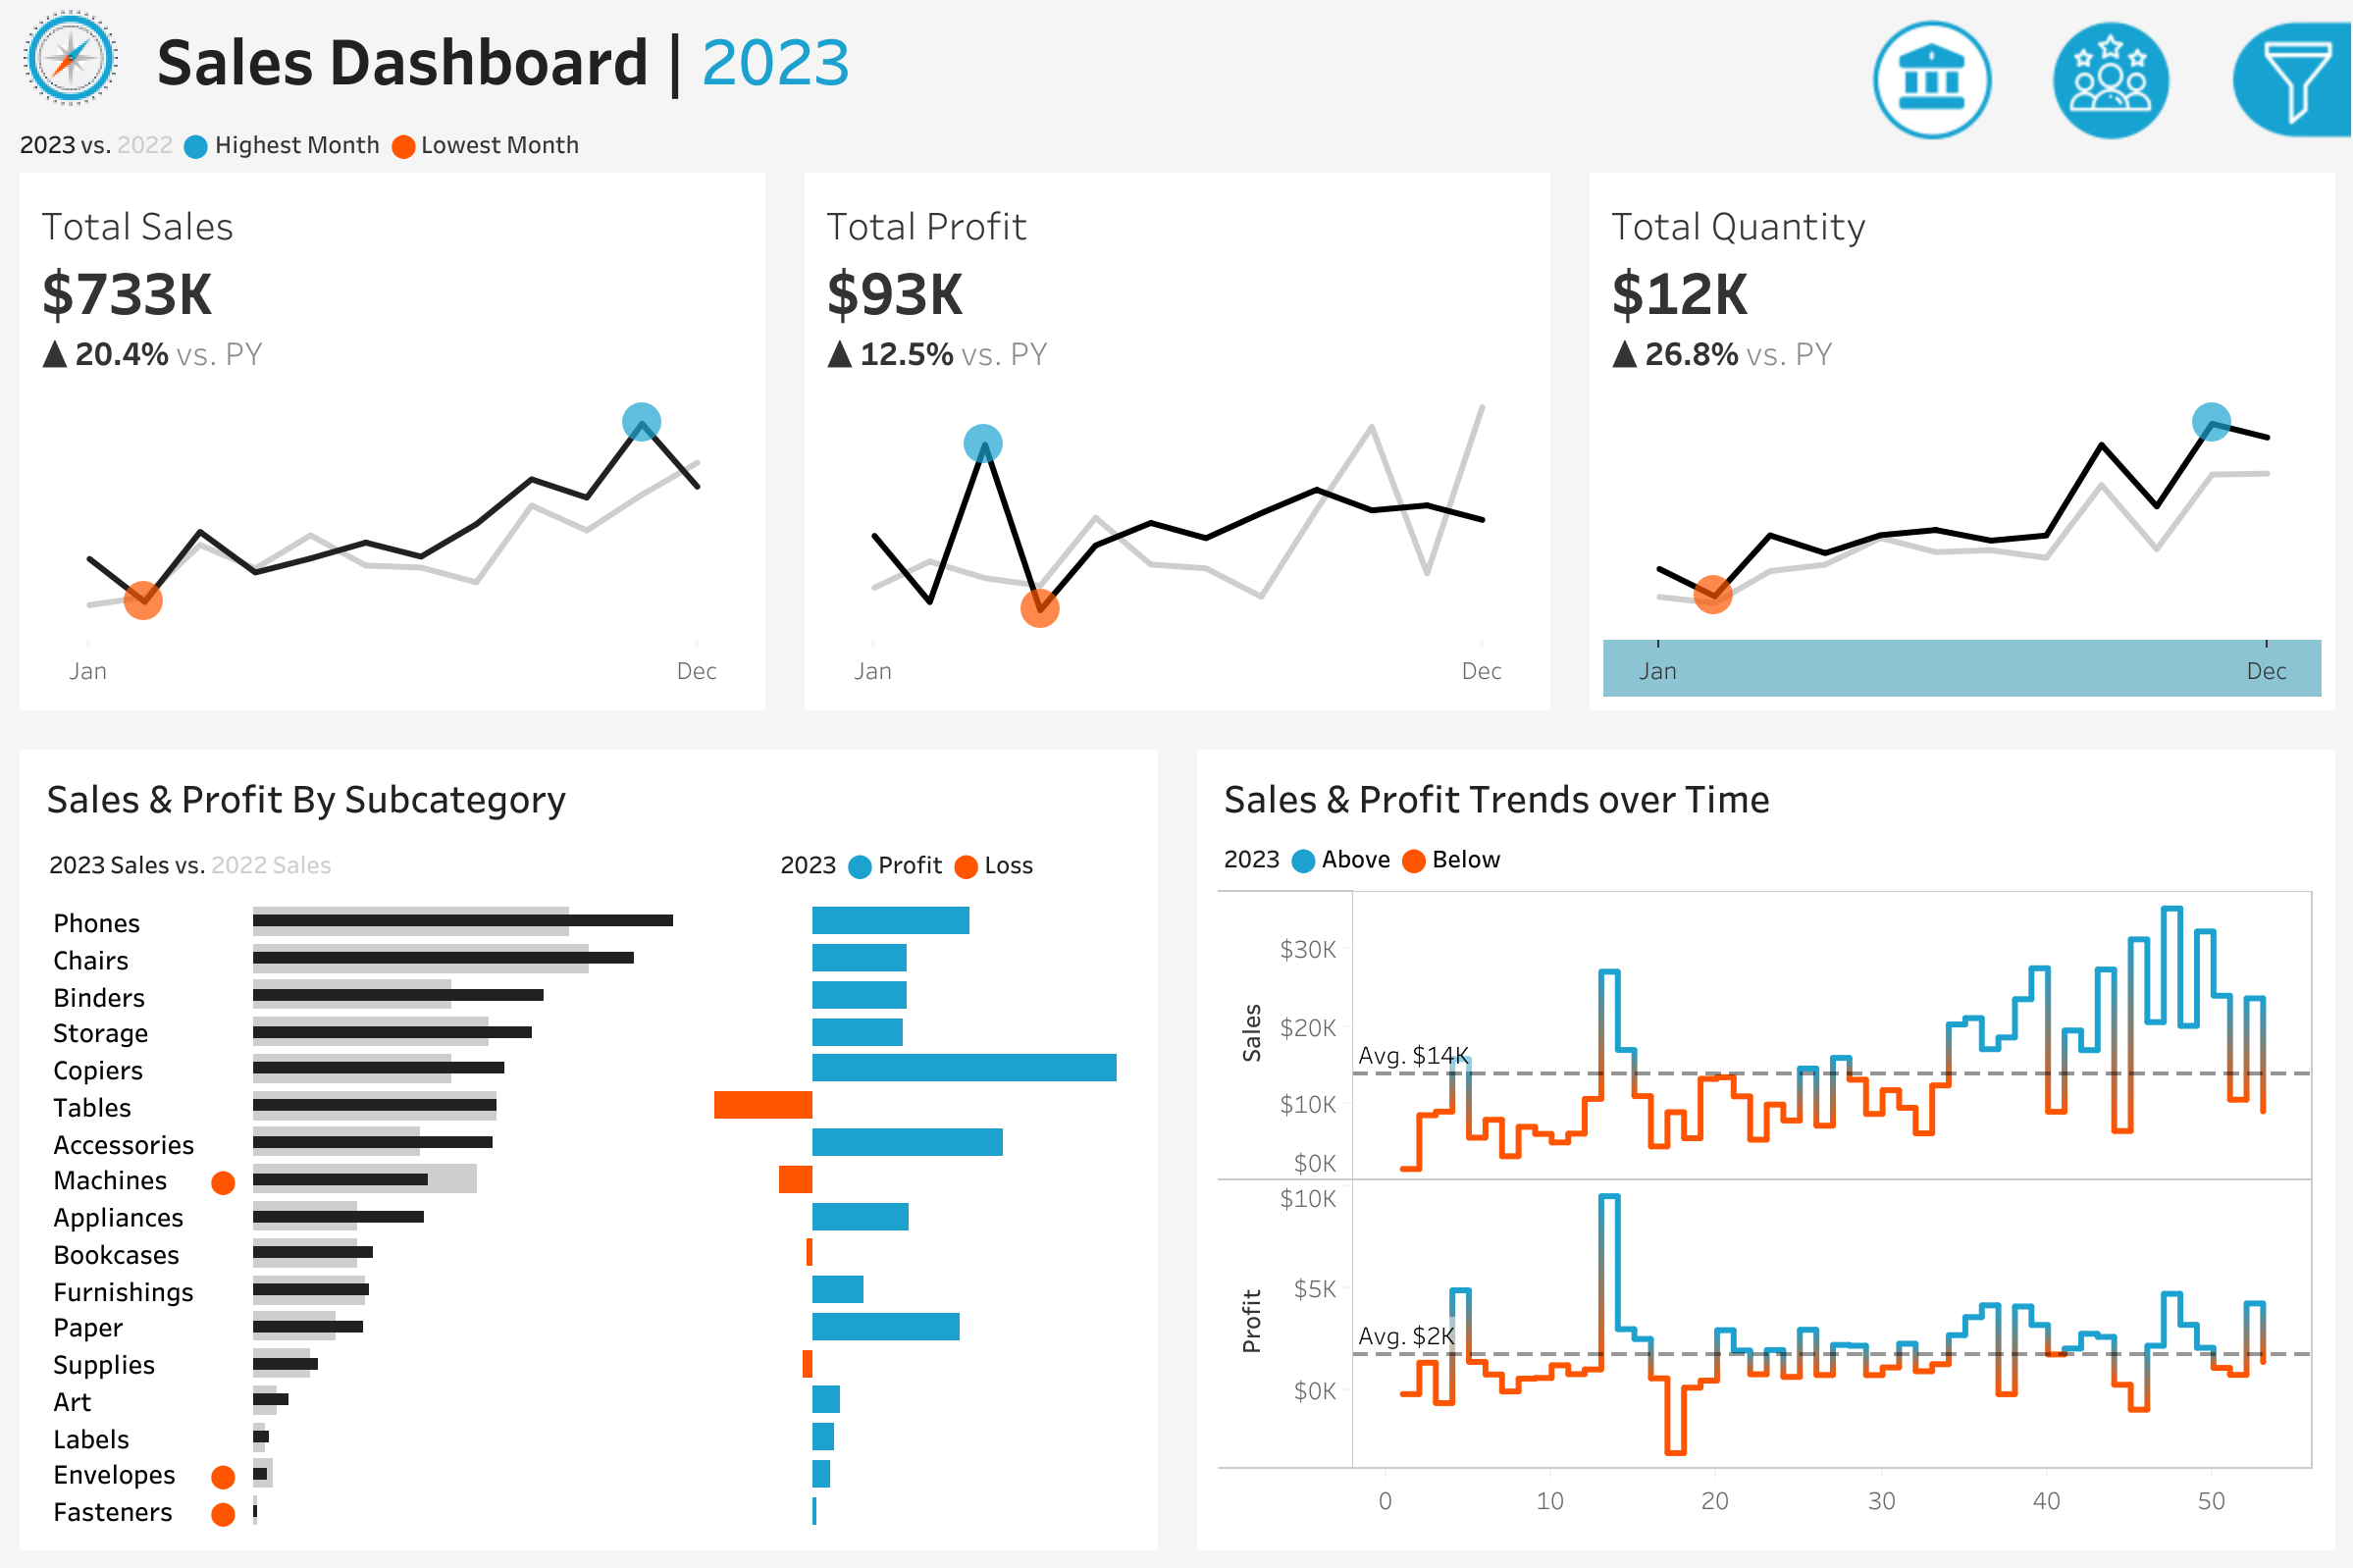 Sales Dashboard | 2023
2023 vs. 2022 Highest Month Lowest Month
Total Sales
$733K
▲ 20.4% vs. PY
Jan Dec
Total Profit
$93K
▲ 12.5% vs. PY
Jan Dec
Total Quantity
$12K
▲ 26.8% vs. PY
Jan Dec
Sales & Profit By Subcategory
2023 Sales vs. 2022 Sales
2023 Profit Loss
Phones
Chairs
Binders
Storage
Copiers
Tables
Accessories
Machines
Appliances
Bookcases
Furnishings
Paper
Supplies
Art
Labels
Envelopes
Fasteners
Sales & Profit Trends over Time
2023 Above Below
Sales
$30K
$20K
Avg. $14K
$10K
$0K
Profit
$10K
$5K
Avg. $2K
$0K
0 10 20 30 40 50